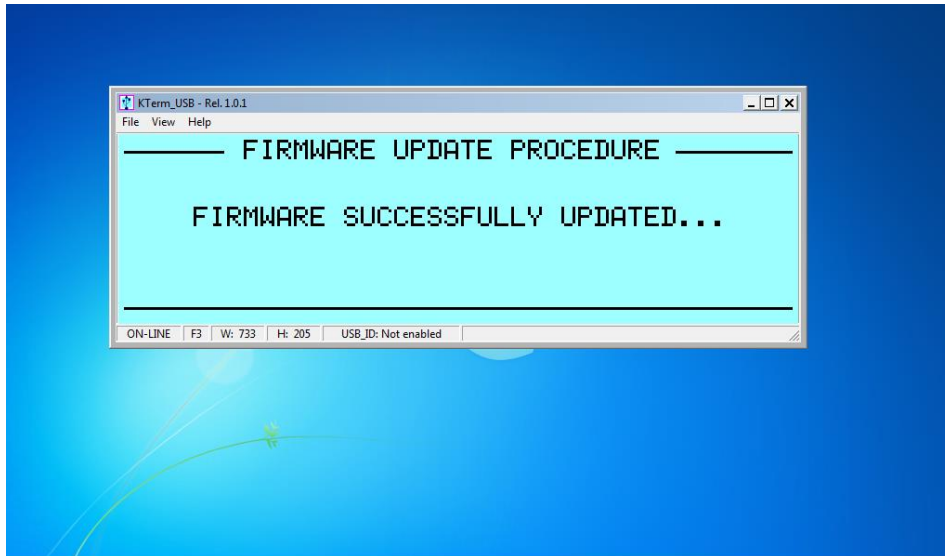 KTerm_USB - Rel. 1.0.1
File View Help
FIRMWARE UPDATE PROCEDURE
FIRMWARE SUCCESSFULLY UPDATED...
ON-LINE F3 W: 733 H: 205 USB_ID: Not enabled